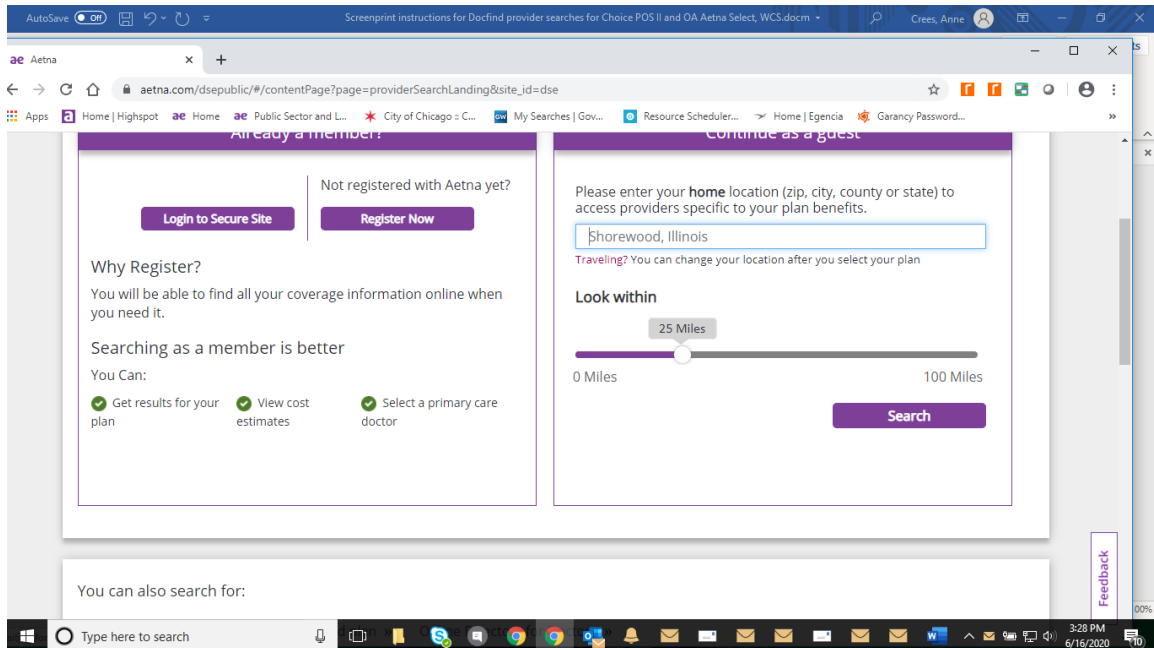 AutoSave Off
Screenprint instructions for Docfind provider searches for Choice POS II and OA Aetna Select, WCS.docm
Crees, Anne
ae Aetna
aetna.com/dsepublic/#/contentPage?page=providerSearchLanding&site_id=dse
Apps Home | Highspot ae Home ae Public Sector and L... City of Chicago :: C... GW My Searches | Gov... Resource Scheduler... Home | Egencia Garancy Password... »
Already a member?
Not registered with Aetna yet?
Login to Secure Site
Register Now
Why Register?
You will be able to find all your coverage information online when
you need it.
Searching as a member is better
You Can:
Get results for your
plan
View cost
estimates
Select a primary care
doctor
Continue as a guest
Please enter your home location (zip, city, county or state) to
access providers specific to your plan benefits.
Shorewood, Illinois
Traveling? You can change your location after you select your plan
Look within
25 Miles
0 Miles
100 Miles
Search
Feedback
You can also search for:
00%
Type here to search
3:28 PM
6/16/2020
10